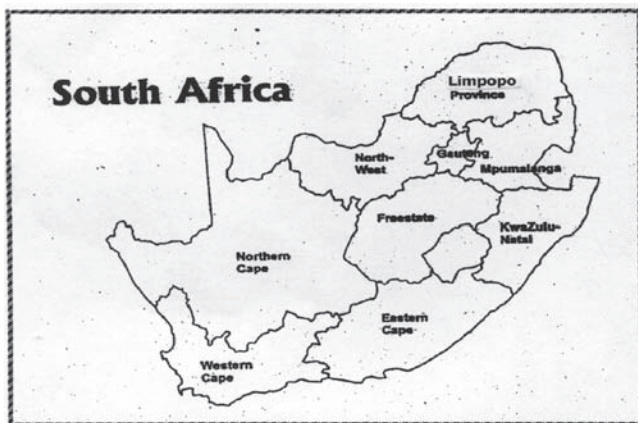 South Africa
Limpopo
Province
North-
West
Gauteng
Mpumalanga
Freestate
KwaZulu-
Natal
Northern
Cape
Eastern
Cape
Western
Cape